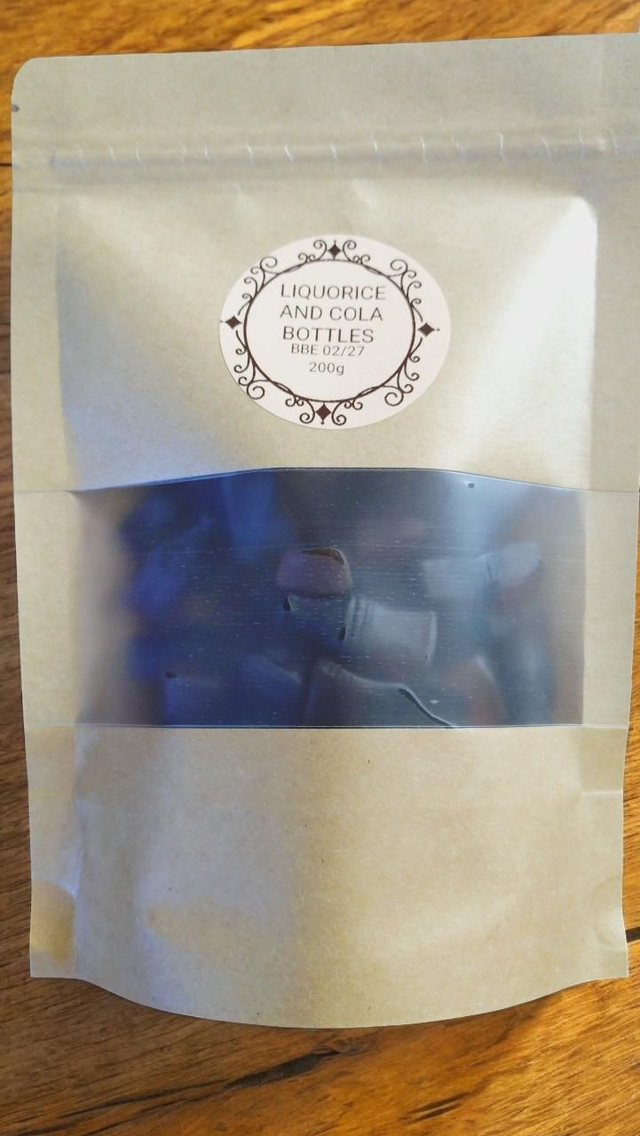 LIQUORICE
AND COLA
BOTTLES
BBE 02/27
200g